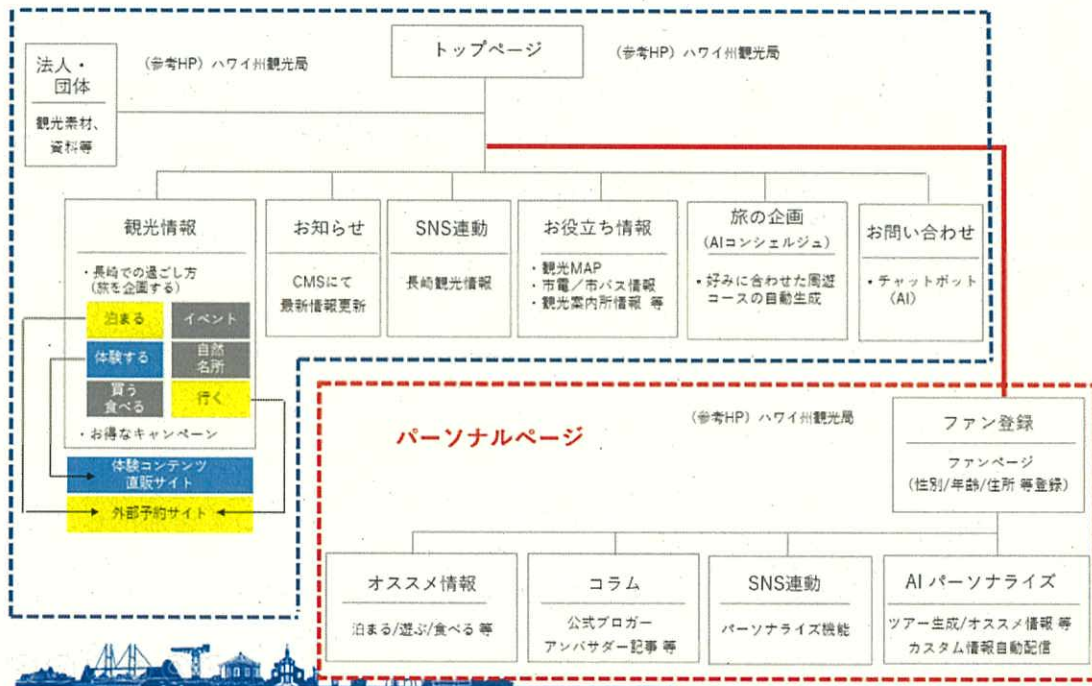 トップページ
(参考HP) ハワイ州観光局
(参考HP) ハワイ州観光局
法人・
団体
観光素材、
資料等
観光情報
・長崎での過ごし方
(旅を企画する)
泊まる
イベント
体験する
自然
名所
買う
食べる
行く
・お得なキャンペーン
体験コンテンツ
直販サイト
外部予約サイト
お知らせ
CMSにて
最新情報更新
SNS連動
長崎観光情報
お役立ち情報
・観光MAP
・市電／市バス情報
・観光案内所情報 等
旅の企画
(AIコンシェルジュ)
・好みに合わせた周遊
コースの自動生成
お問い合わせ
・チャットボット
(AI)
パーソナルページ
(参考HP) ハワイ州観光局
ファン登録
ファンページ
(性別/年齢/住所 等登録)
オススメ情報
泊まる/遊ぶ/食べる 等
コラム
公式ブロガー
アンバサダー記事 等
SNS連動
パーソナライズ機能
AI パーソナライズ
ツアー生成/オススメ情報 等
カスタム情報自動配信